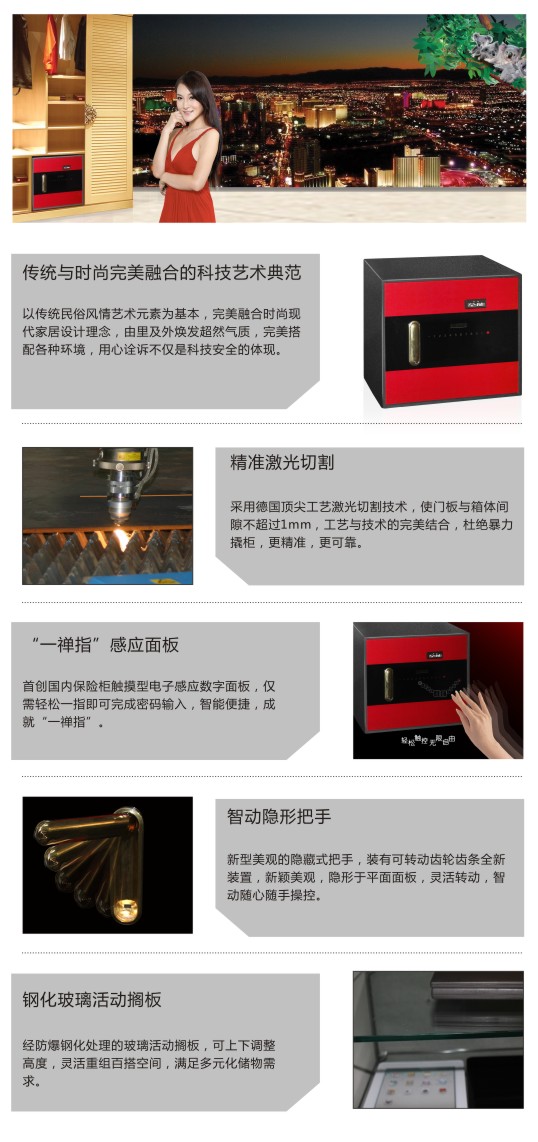 传统与时尚完美融合的科技艺术典范
以传统民俗风情艺术元素为基本，完美融合时尚现
代家居设计理念，由里及外焕发超然气质，完美搭
配各种环境，用心诠诉不仅是科技安全的体现。
精准激光切割
采用德国顶尖工艺激光切割技术，使门板与箱体间
隙不超过1mm，工艺与技术的完美结合，杜绝暴力
撬柜，更精准，更可靠。
“一禅指”感应面板
首创国内保险柜触摸型电子感应数字面板，仅
需轻松一指即可完成密码输入，智能便捷，成
就“一禅指”。
轻松触控无限自由
智动隐形把手
新型美观的隐藏式把手，装有可转动齿轮齿条全新
装置，新颖美观，隐形于平面面板，灵活转动，智
动随心随手操控。
钢化玻璃活动搁板
经防爆钢化处理的玻璃活动搁板，可上下调整
高度，灵活重组百搭空间，满足多元化储物需
求。